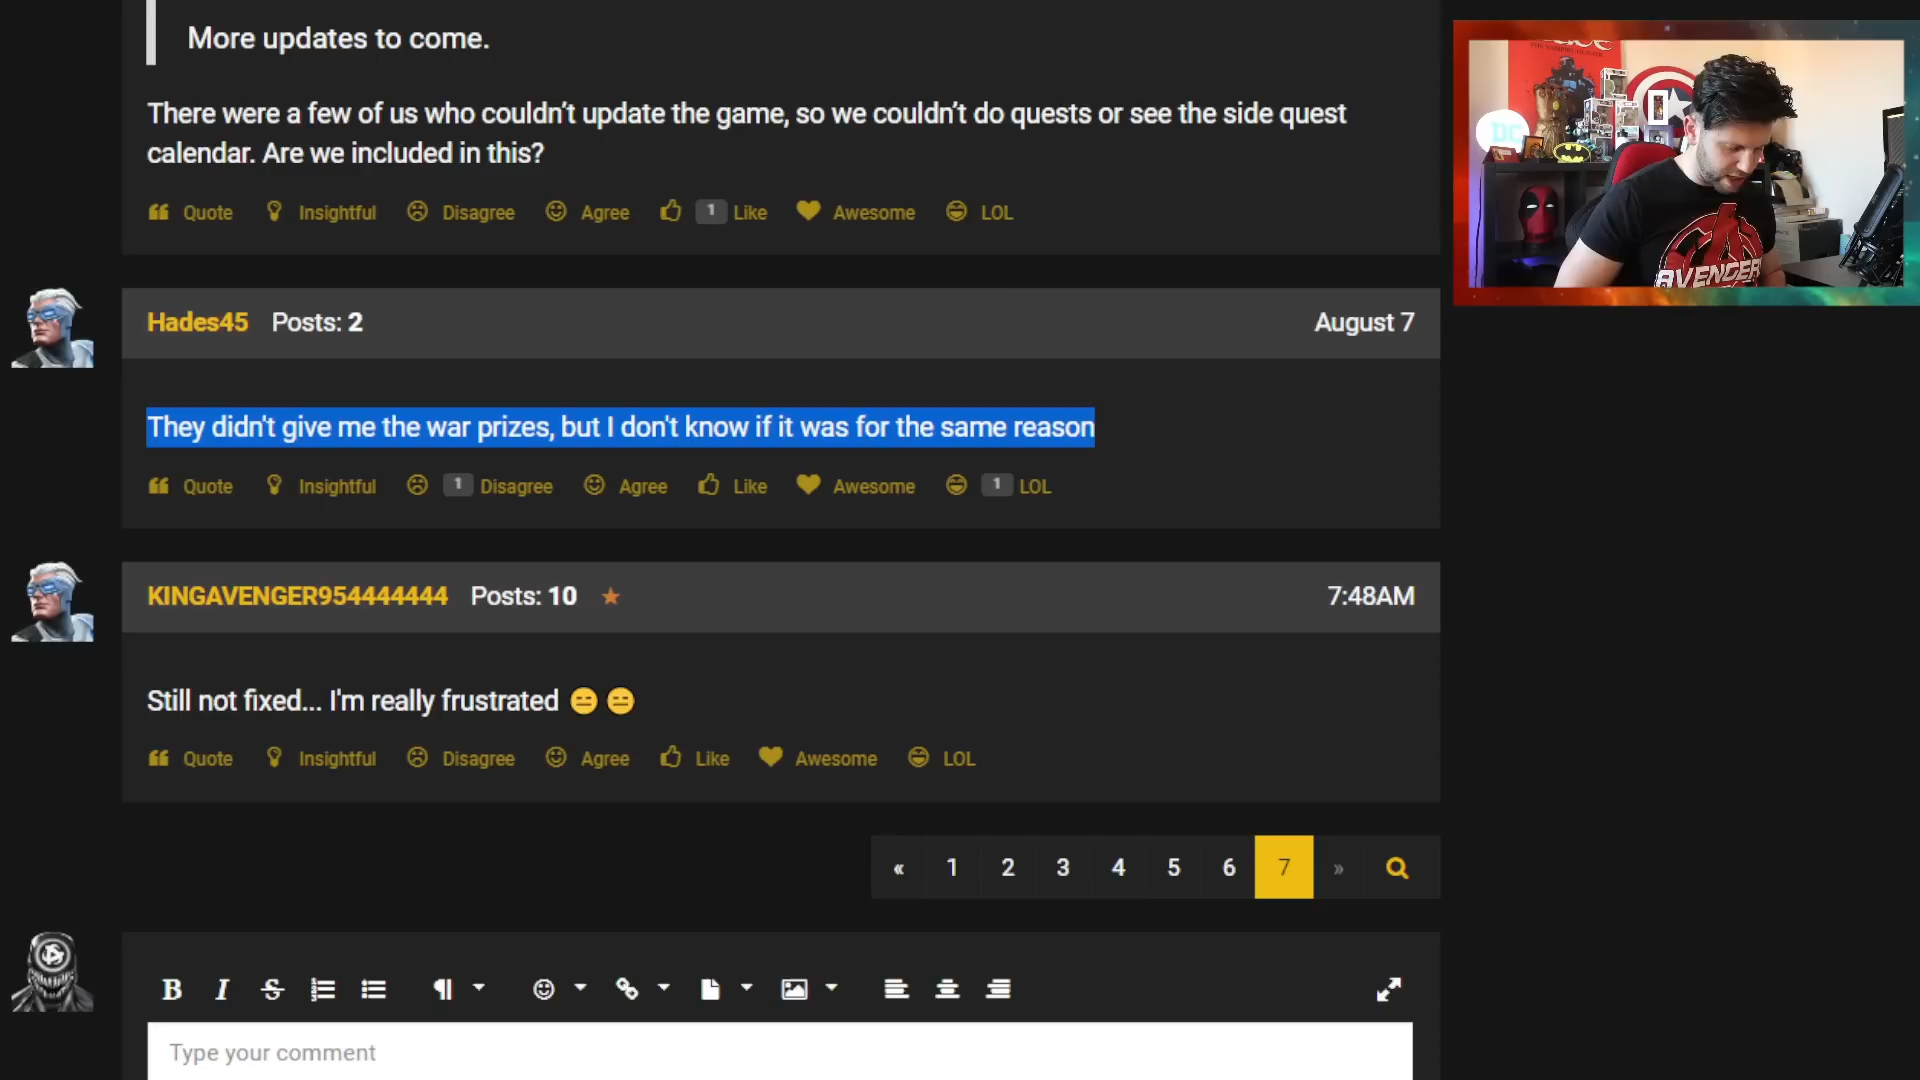 More updates to come.
There were a few of us who couldn’t update the game, so we couldn’t do quests or see the side quest
calendar. Are we included in this?
Quote Insightful Disagree Agree 1 Like Awesome LOL
Hades45 Posts: 2 August 7
They didn't give me the war prizes, but I don't know if it was for the same reason
Quote Insightful 1 Disagree Agree Like Awesome 1 LOL
KINGAVENGER954444444 Posts: 10 ★ 7:48AM
Still not fixed... I'm really frustrated 😑 😑
Quote Insightful Disagree Agree Like Awesome LOL
« 1 2 3 4 5 6 7 »
B I S
Type your comment
DC
AVENGERS